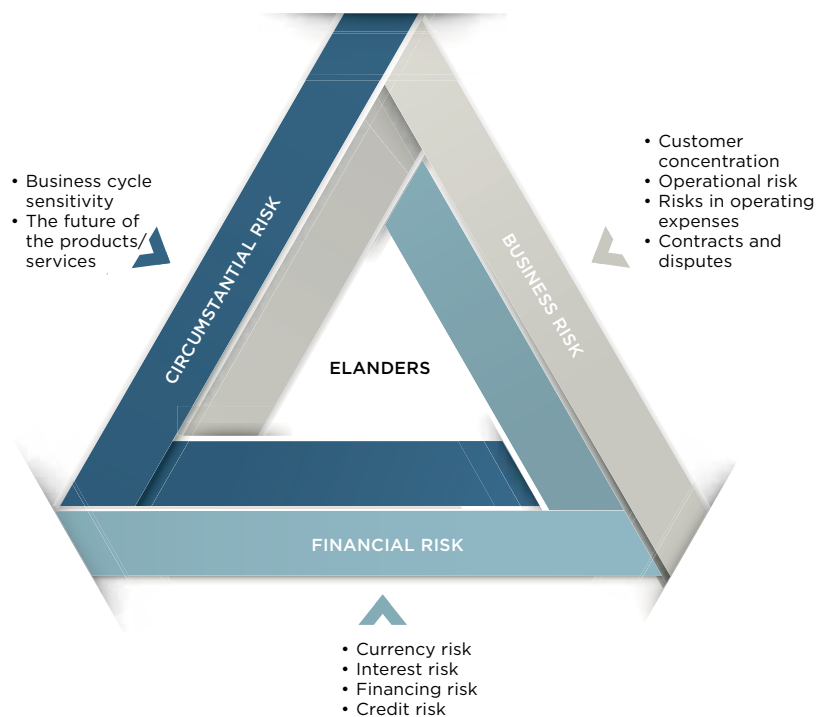 • Business cycle
sensitivity
• The future of
the products/
services
CIRCUMSTANTIAL RISK
• Customer
concentration
• Operational risk
• Risks in operating
expenses
• Contracts and
disputes
BUSINESS RISK
ELANDERS
FINANCIAL RISK
• Currency risk
• Interest risk
• Financing risk
• Credit risk